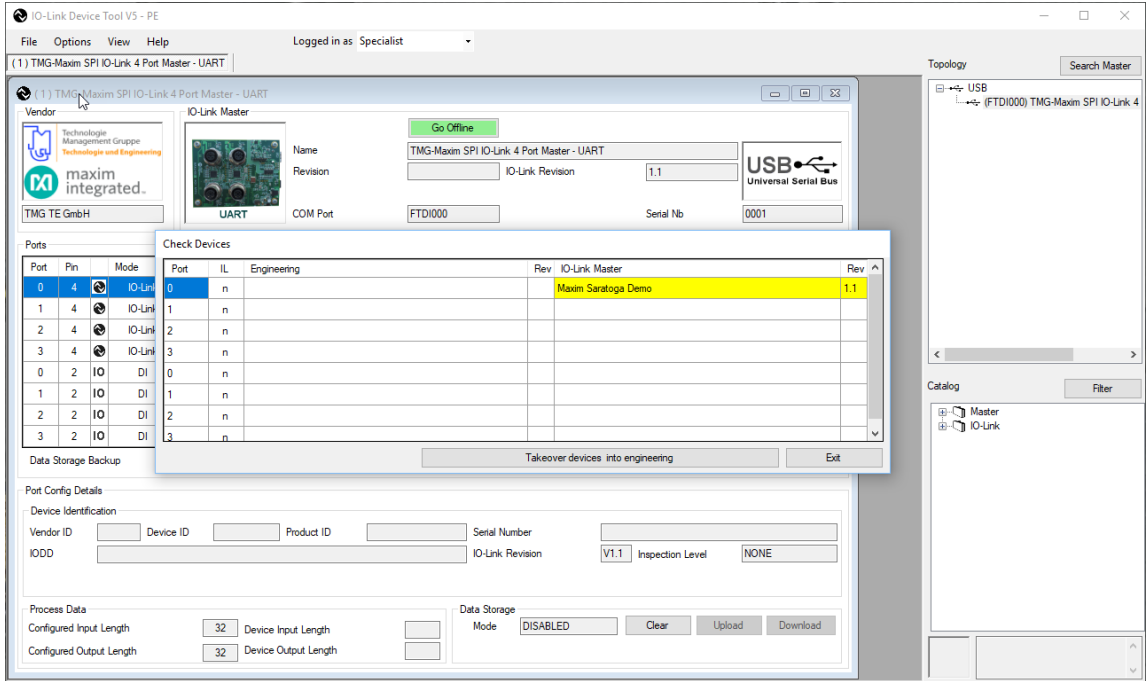 IO-Link Device Tool V5 - PE
File Options View Help Logged in as Specialist
(1) TMG-Maxim SPI IO-Link 4 Port Master - UART
Topology Search Master
USB
(FTDI000) TMG-Maxim SPI IO-Link 4
(1) TMG-Maxim SPI IO-Link 4 Port Master - UART
Vendor IO-Link Master
Technologie
Management Gruppe
Technologie und Engineering
maxim
integrated
TMG TE GmbH
UART
Go Offline
Name TMG-Maxim SPI IO-Link 4 Port Master - UART
Revision IO-Link Revision 1.1
COM Port FTDI000 Serial Nb 0001
USB
Universal Serial Bus
Ports
Port Pin Mode
0 4 IO-Link
1 4 IO-Link
2 4 IO-Link
3 4 IO-Link
0 2 IO DI
1 2 IO DI
2 2 IO DI
3 2 IO DI
Data Storage Backup
Check Devices
Port IL Engineering Rev IO-Link Master Rev
0 n Maxim Saratoga Demo 1.1
1 n
2 n
3 n
0 n
1 n
2 n
3 n
Takeover devices into engineering Exit
Catalog Filter
Master
IO-Link
Port Config Details
Device Identification
Vendor ID Device ID Product ID Serial Number
IODD IO-Link Revision V1.1 Inspection Level NONE
Process Data
Configured Input Length 32 Device Input Length
Configured Output Length 32 Device Output Length
Data Storage
Mode DISABLED Clear Upload Download